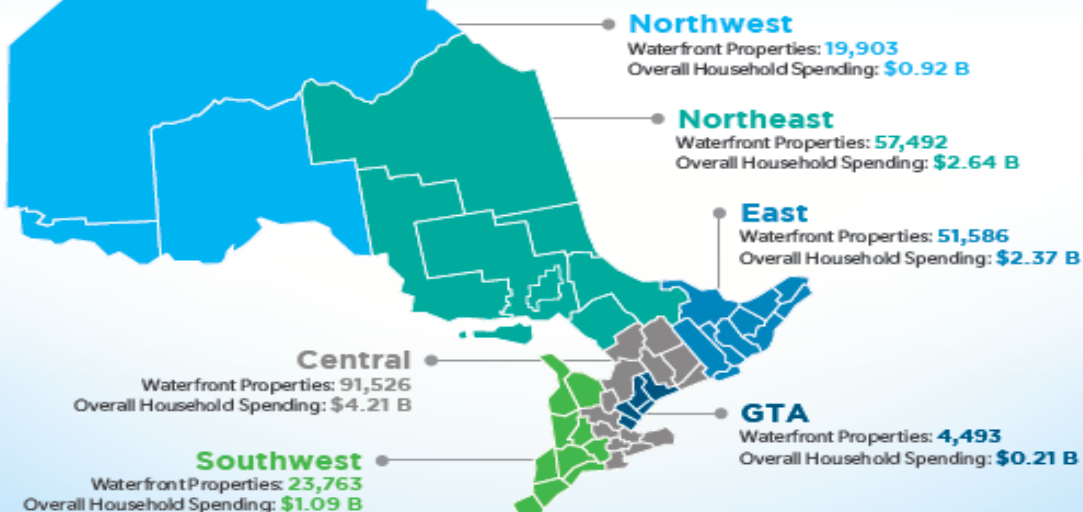 Northwest
Waterfront Properties: 19,903
Overall Household Spending: $0.92 B
Northeast
Waterfront Properties: 57,492
Overall Household Spending: $2.64 B
East
Waterfront Properties: 51,586
Overall Household Spending: $2.37 B
Central
Waterfront Properties: 91,526
Overall Household Spending: $4.21 B
GTA
Waterfront Properties: 4,493
Overall Household Spending: $0.21 B
Southwest
Waterfront Properties: 23,763
Overall Household Spending: $1.09 B